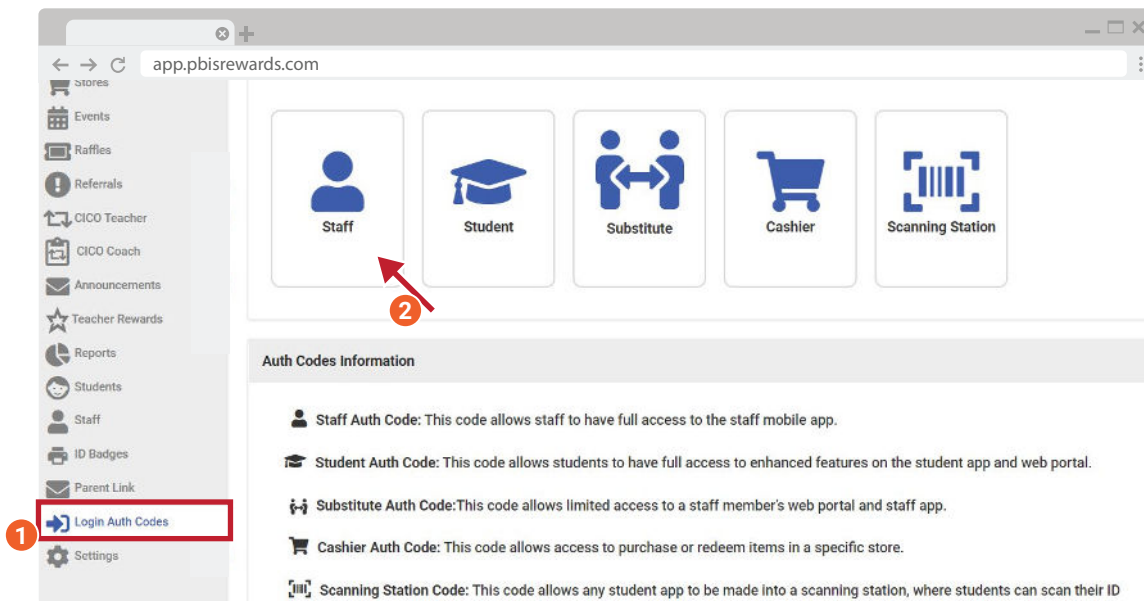 app.pbisrewards.com
Stores
Events
Raffles
Referrals
CICO Teacher
CICO Coach
Announcements
Teacher Rewards
Reports
Students
Staff
ID Badges
Parent Link
1
Login Auth Codes
Settings
Staff
Student
Substitute
Cashier
Scanning Station
2
Auth Codes Information
Staff Auth Code: This code allows staff to have full access to the staff mobile app.
Student Auth Code: This code allows students to have full access to enhanced features on the student app and web portal.
Substitute Auth Code:This code allows limited access to a staff member's web portal and staff app.
Cashier Auth Code: This code allows access to purchase or redeem items in a specific store.
Scanning Station Code: This code allows any student app to be made into a scanning station, where students can scan their ID